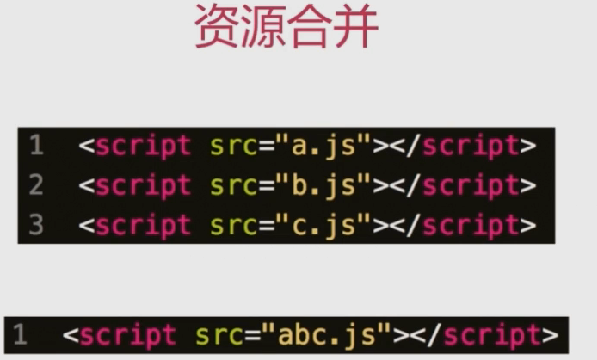 资源合并
1 <script src="a.js"></script>
2 <script src="b.js"></script>
3 <script src="c.js"></script>
1 <script src="abc.js"></script>